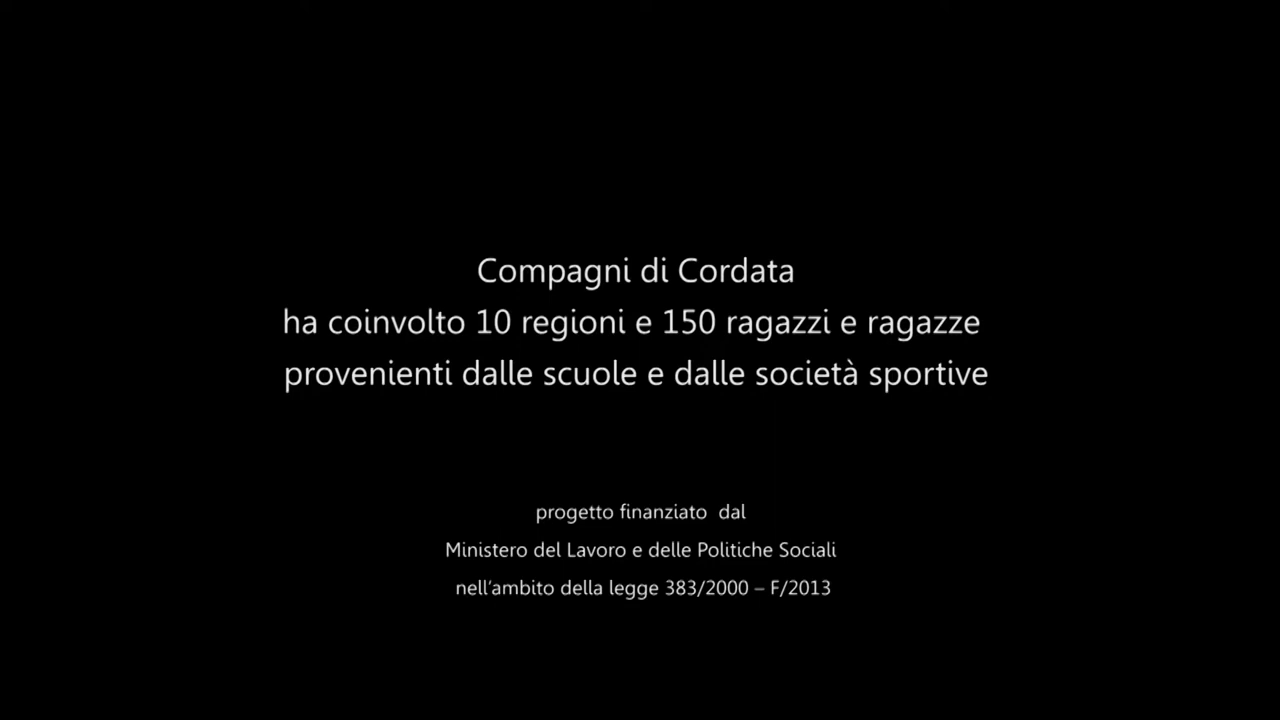 Compagni di Cordata
ha coinvolto 10 regioni e 150 ragazzi e ragazze
provenienti dalle scuole e dalle società sportive
progetto finanziato dal
Ministero del Lavoro e delle Politiche Sociali
nell'ambito della legge 383/2000 – F/2013